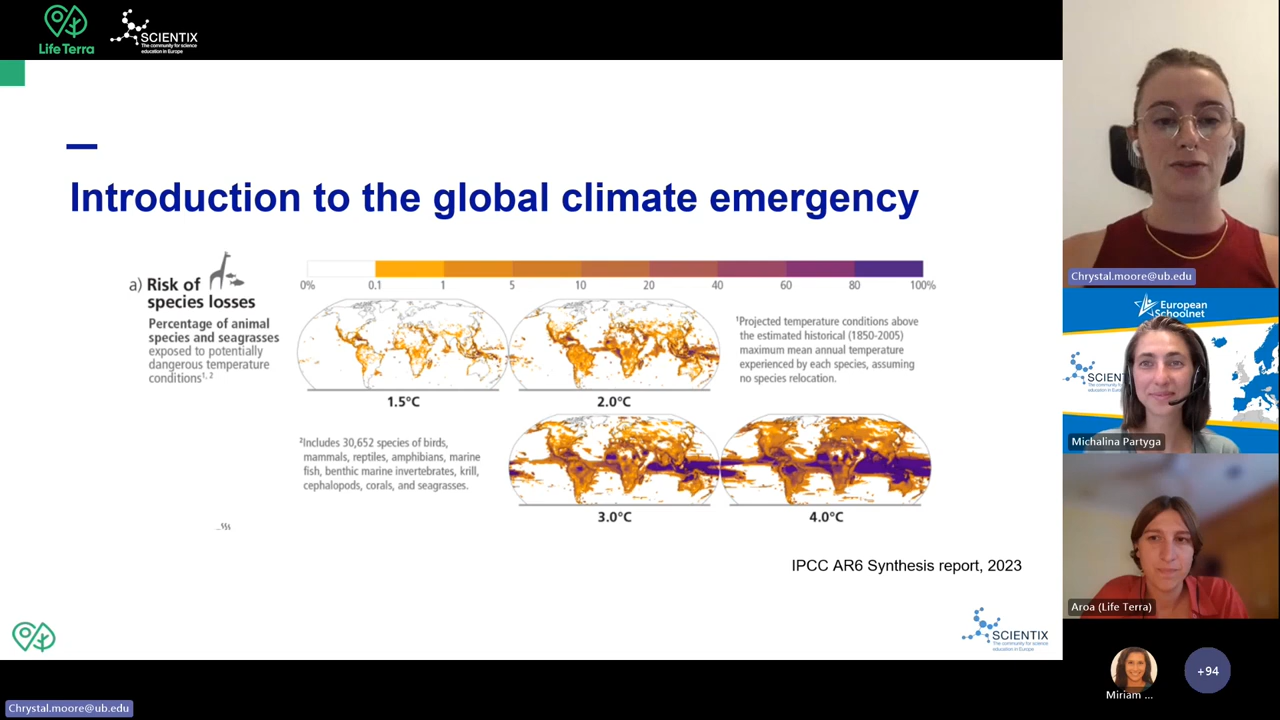 Life Terra
SCIENTIX
The community for science
education in Europe
Introduction to the global climate emergency
a) Risk of
species losses
Percentage of animal
species and seagrasses
exposed to potentially
dangerous temperature
conditions1, 2
0% 0.1 1 5 10 20 40 60 80 100%
1.5°C
2.0°C
1Projected temperature conditions above
the estimated historical (1850-2005)
maximum mean annual temperature
experienced by each species, assuming
no species relocation.
2Includes 30,652 species of birds,
mammals, reptiles, amphibians, marine
fish, benthic marine invertebrates, krill,
cephalopods, corals, and seagrasses.
3.0°C
4.0°C
IPCC AR6 Synthesis report, 2023
SCIENTIX
The community for science
education in Europe
Chrystal.moore@ub.edu
Chrystal.moore@ub.edu
European
Schoolnet
SCIENT
Michalina Partyga
Aroa (Life Terra)
Miriam ...
+94